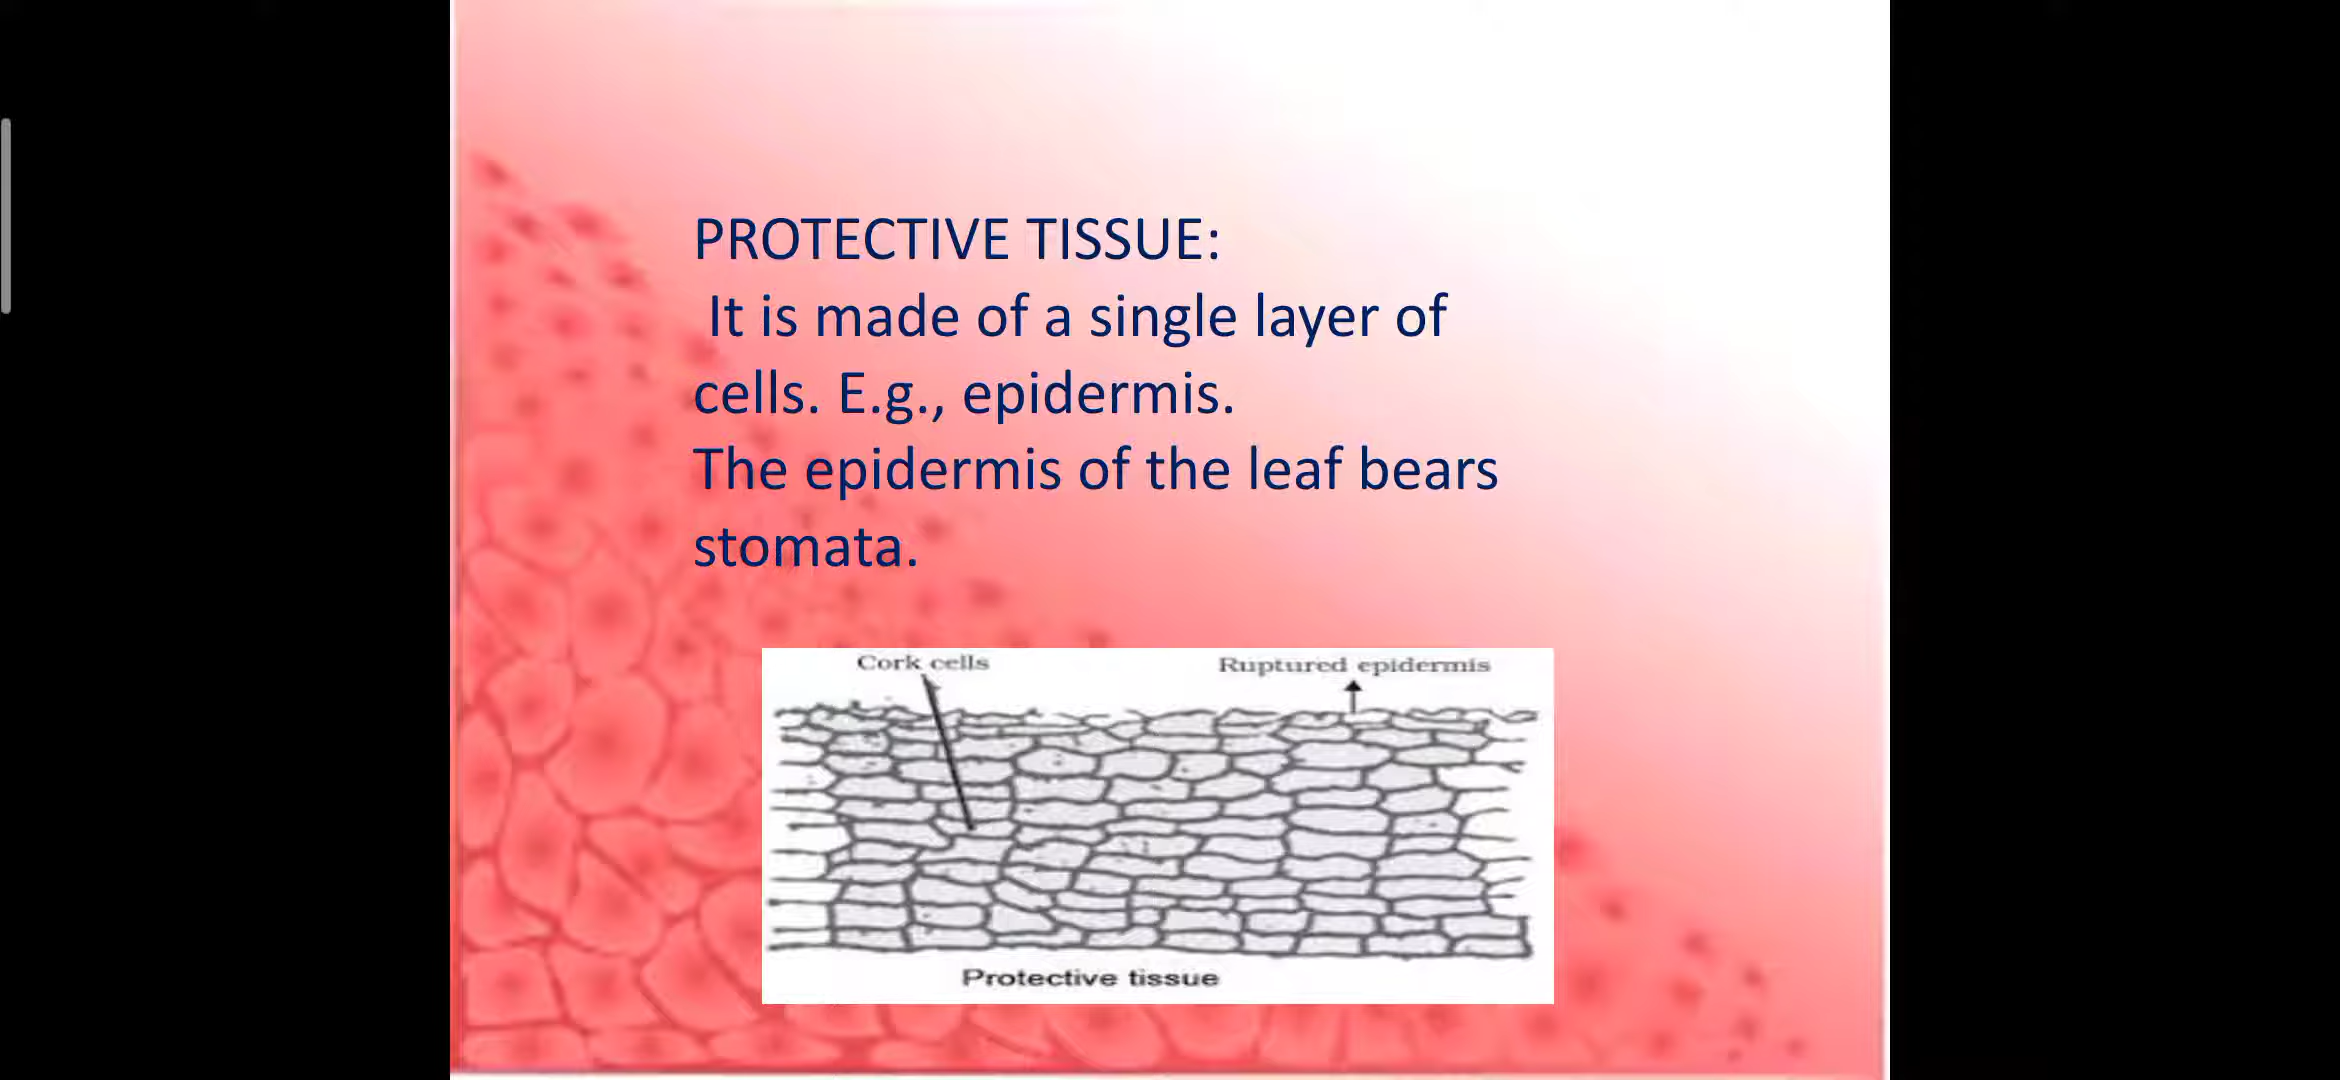 PROTECTIVE TISSUE:
It is made of a single layer of
cells. E.g., epidermis.
The epidermis of the leaf bears
stomata.
Cork cells
Ruptured epidermis
Protective tissue